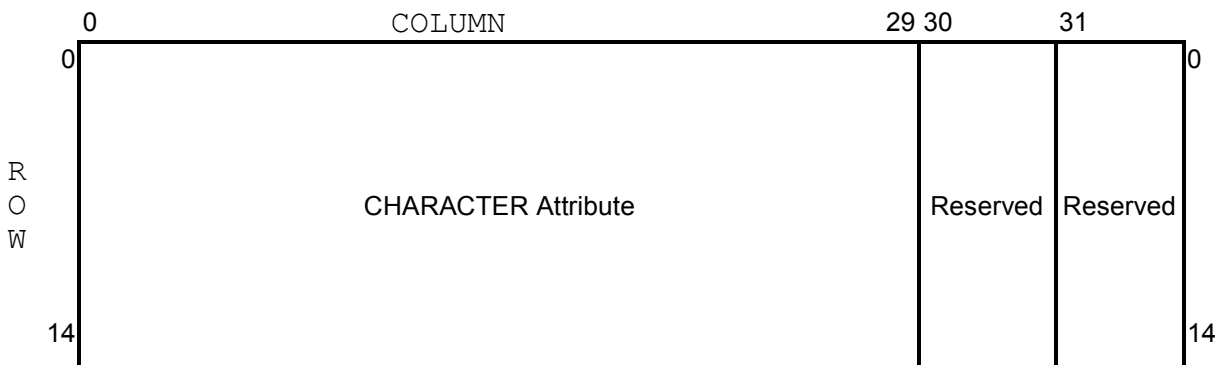 0 COLUMN 29 30 31
0 0
R
O
W
CHARACTER Attribute Reserved Reserved
14 14